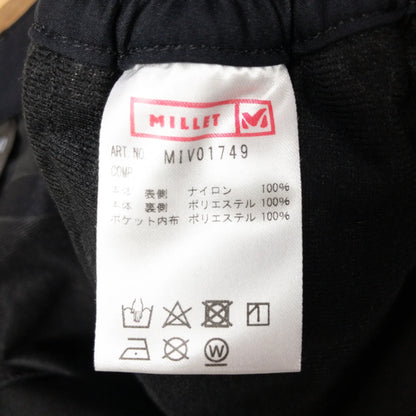 MILLET
ART.NO. MIV01749
COMP.
本体 表側 ナイロン 100%
本体 裏側 ポリエステル 100%
ポケット内布 ポリエステル 100%
W